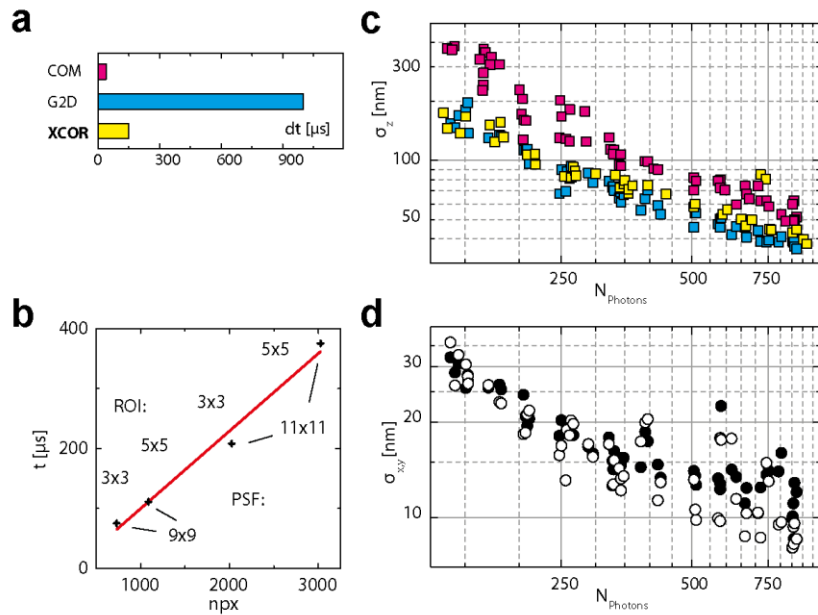 a
COM
G2D
XCOR
dt [µs]
0 300 600 900
b
400
200
0
t [µs]
5x5
3x3
ROI:
5x5
11x11
3x3
PSF:
9x9
1000 2000 3000
npx
c
300
100
50
σz [nm]
250 500 750
NPhotons
d
30
20
10
σx,y [nm]
250 500 750
NPhotons